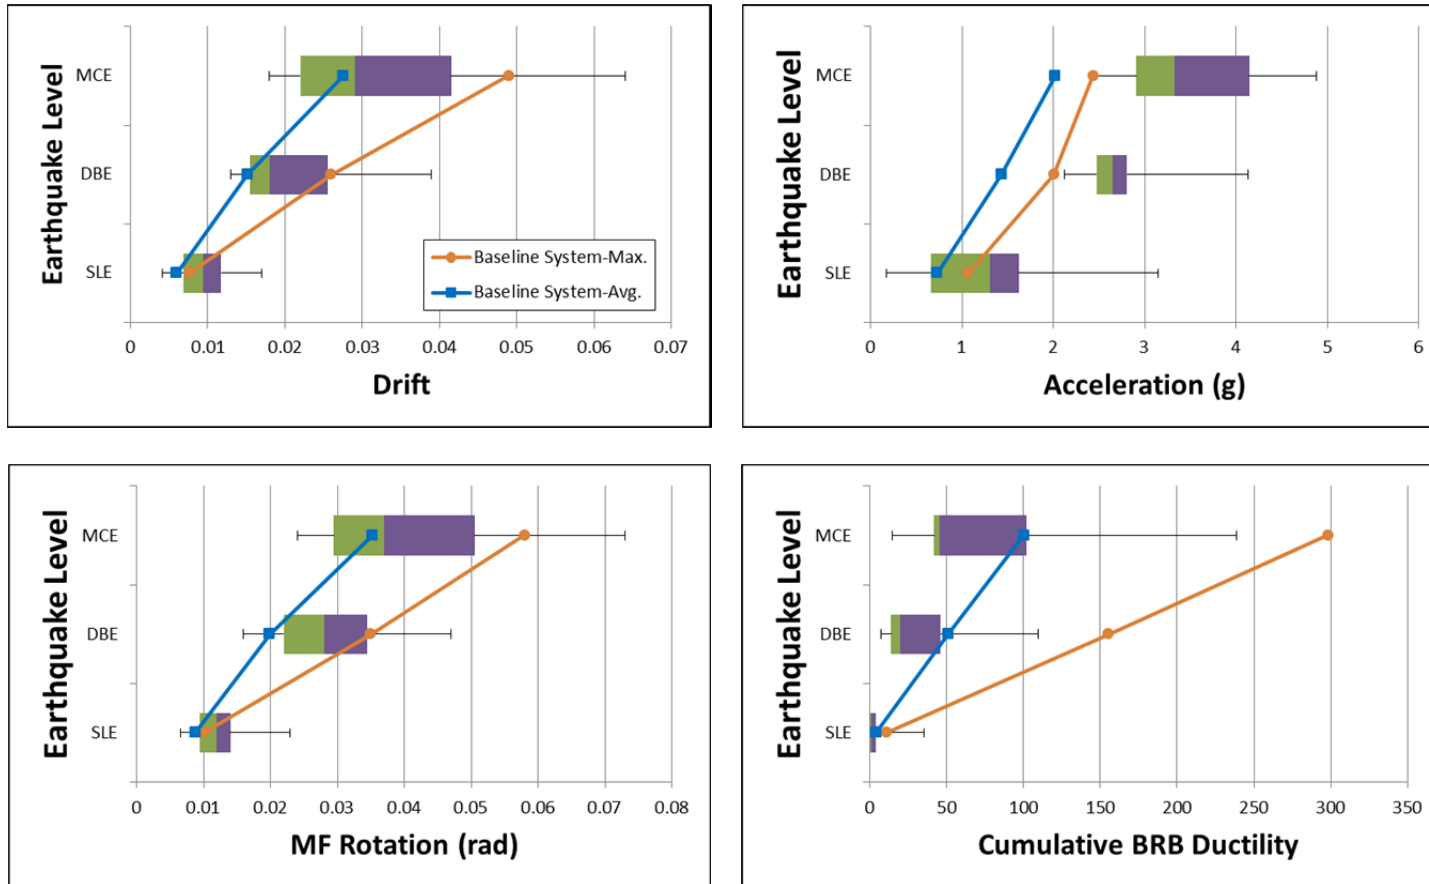 Earthquake Level
MCE
DBE
SLE
Baseline System-Max.
Baseline System-Avg.
0 0.01 0.02 0.03 0.04 0.05 0.06 0.07
Drift
Earthquake Level
MCE
DBE
SLE
0 1 2 3 4 5 6
Acceleration (g)
Earthquake Level
MCE
DBE
SLE
0 0.01 0.02 0.03 0.04 0.05 0.06 0.07 0.08
MF Rotation (rad)
Earthquake Level
MCE
DBE
SLE
0 50 100 150 200 250 300 350
Cumulative BRB Ductility